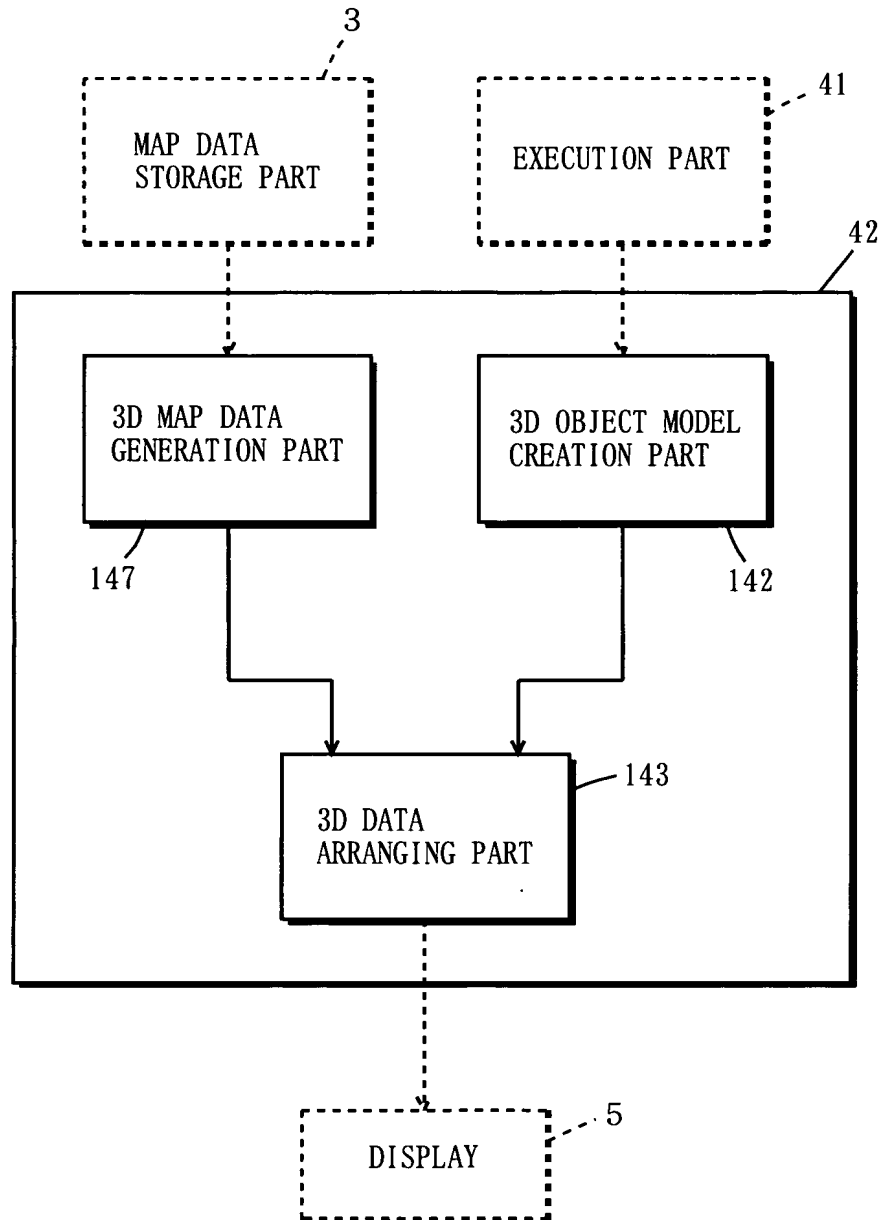 3
41
MAP DATA
STORAGE PART
EXECUTION PART
42
3D MAP DATA
GENERATION PART
3D OBJECT MODEL
CREATION PART
147
142
143
3D DATA
ARRANGING PART
5
DISPLAY